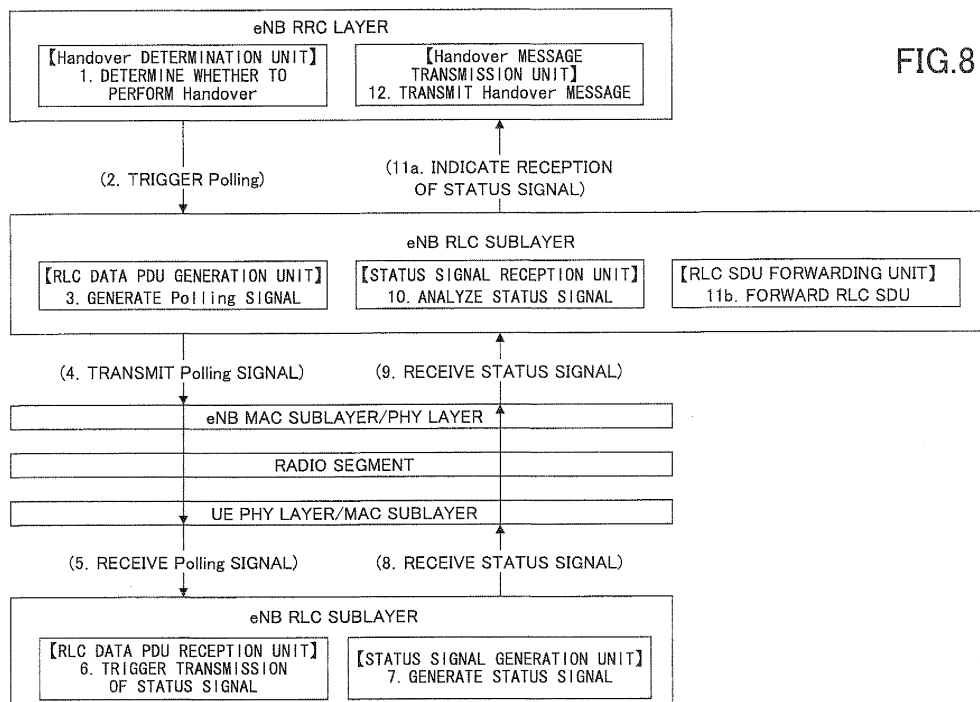 FIG.8
eNB RRC LAYER
【Handover DETERMINATION UNIT】
1. DETERMINE WHETHER TO
PERFORM Handover
【Handover MESSAGE
TRANSMISSION UNIT】
12. TRANSMIT Handover MESSAGE
(2. TRIGGER Polling)
(11a. INDICATE RECEPTION
OF STATUS SIGNAL)
eNB RLC SUBLAYER
【RLC DATA PDU GENERATION UNIT】
3. GENERATE Polling SIGNAL
【STATUS SIGNAL RECEPTION UNIT】
10. ANALYZE STATUS SIGNAL
【RLC SDU FORWARDING UNIT】
11b. FORWARD RLC SDU
(4. TRANSMIT Polling SIGNAL)
(9. RECEIVE STATUS SIGNAL)
eNB MAC SUBLAYER/PHY LAYER
RADIO SEGMENT
UE PHY LAYER/MAC SUBLAYER
(5. RECEIVE Polling SIGNAL)
(8. RECEIVE STATUS SIGNAL)
eNB RLC SUBLAYER
【RLC DATA PDU RECEPTION UNIT】
6. TRIGGER TRANSMISSION
OF STATUS SIGNAL
【STATUS SIGNAL GENERATION UNIT】
7. GENERATE STATUS SIGNAL